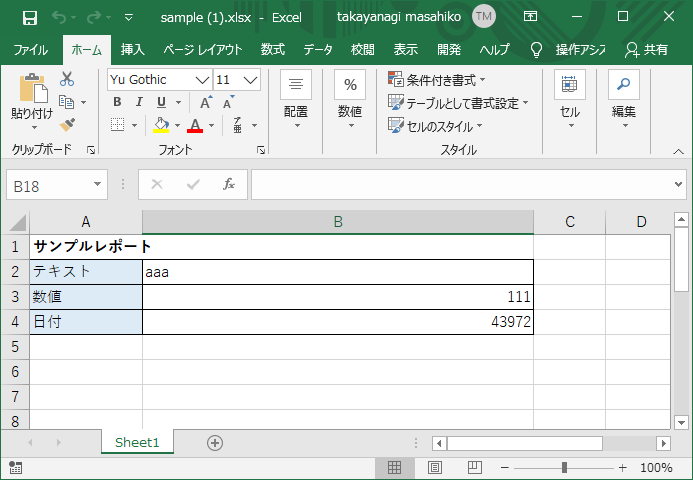 sample (1).xlsx - Excel takayanagi masahiko TM
ファイル ホーム 挿入 ページ レイアウト 数式 データ 校閲 表示 開発 ヘルプ 操作アシス 共有
貼り付け
Yu Gothic 11
B I U A A
A 亜
配置
%
数値
条件付き書式
テーブルとして書式設定
セルのスタイル
セル
編集
クリップボード フォント スタイル
B18 fx
A B C D
1 サンプルレポート
2 テキスト aaa
3 数値 111
4 日付 43972
5
6
7
8
Sheet1
100%